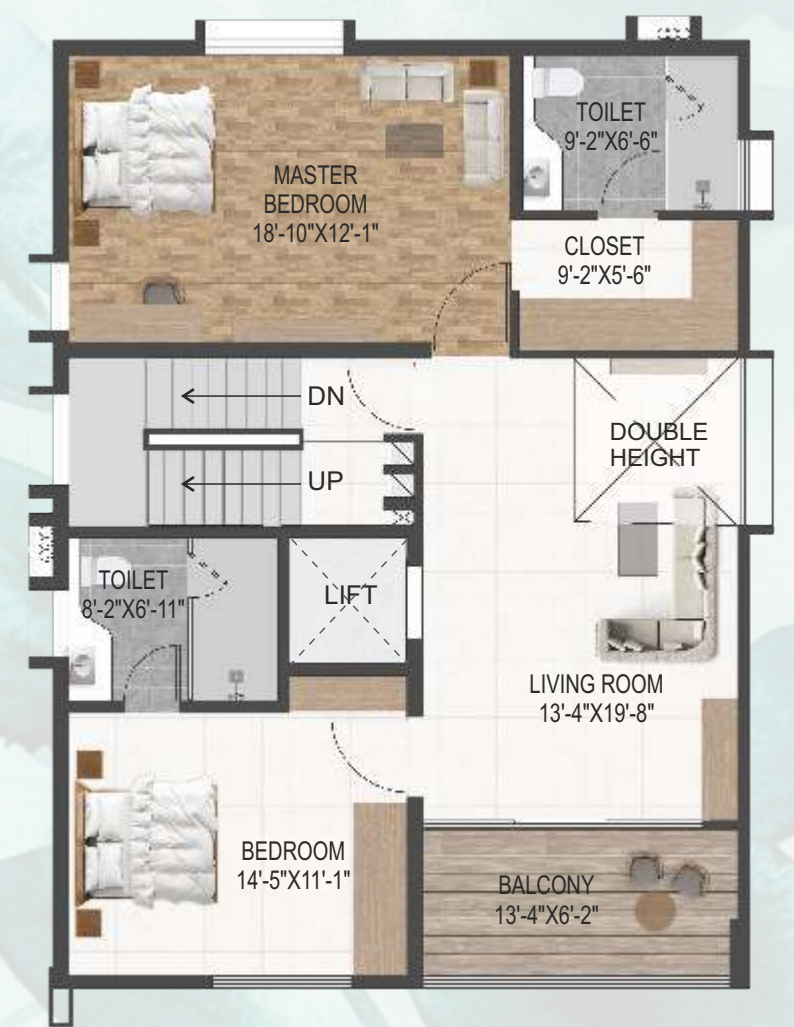 MASTER
BEDROOM
18'-10"X12'-1"
TOILET
9'-2"X6'-6"
CLOSET
9'-2"X5'-6"
DN
UP
DOUBLE
HEIGHT
TOILET
8'-2"X6'-11"
LIFT
LIVING ROOM
13'-4"X19'-8"
BEDROOM
14'-5"X11'-1"
BALCONY
13'-4"X6'-2"